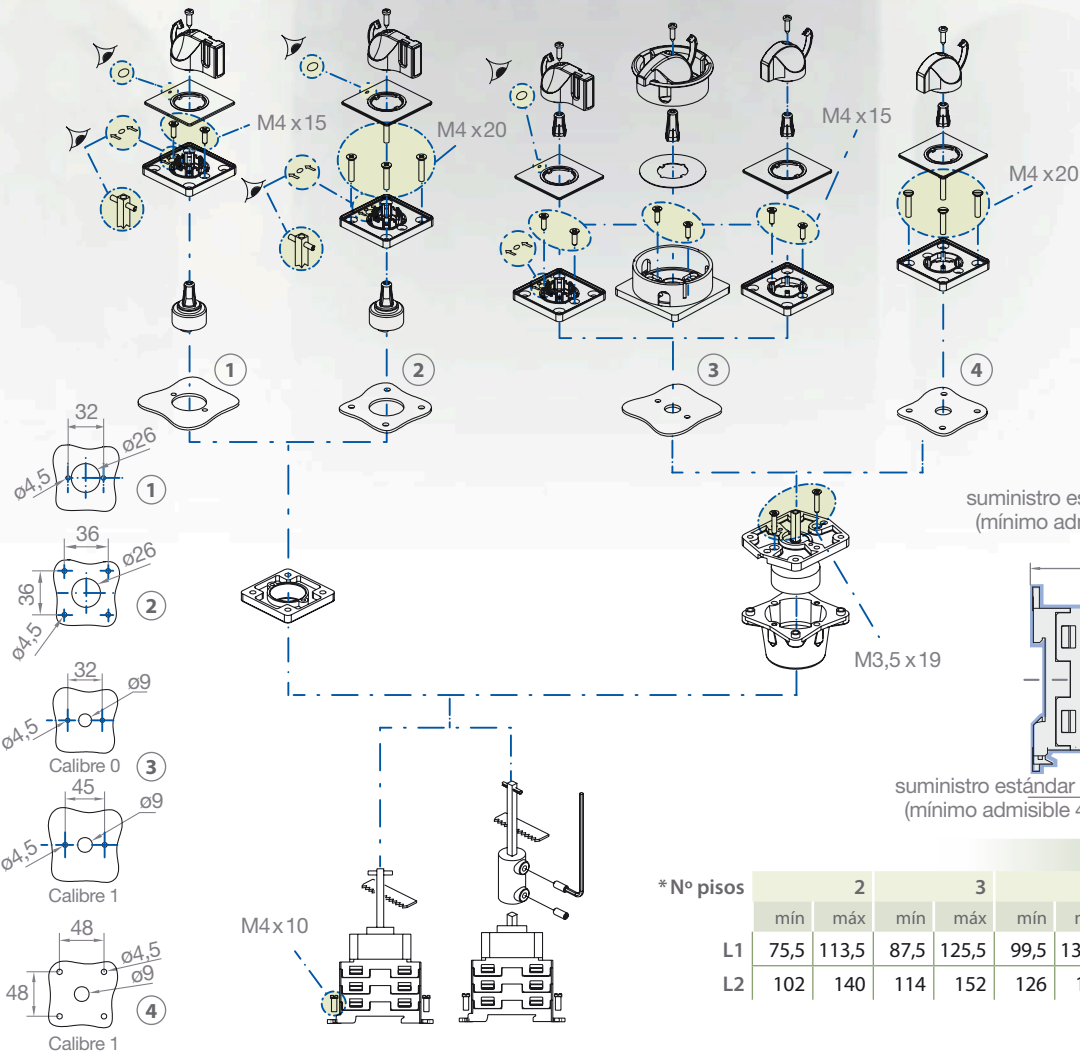 M4 x 15
M4 x 20
M4 x 15
M4 x 20
1
2
3
4
32
ø26
ø4,5
1
36
ø26
36
ø4,5
2
32
ø9
ø4,5
Calibre 0
3
45
ø9
ø4,5
Calibre 1
48
ø4,5
ø9
48
4
Calibre 1
M3,5 x 19
M4 x 10
suministro
(mínimo
suministro estándar
(mínimo admisible 4
* Nº pisos 2 3
mín máx mín máx mín
L1 75,5 113,5 87,5 125,5 99,5
L2 102 140 114 152 126